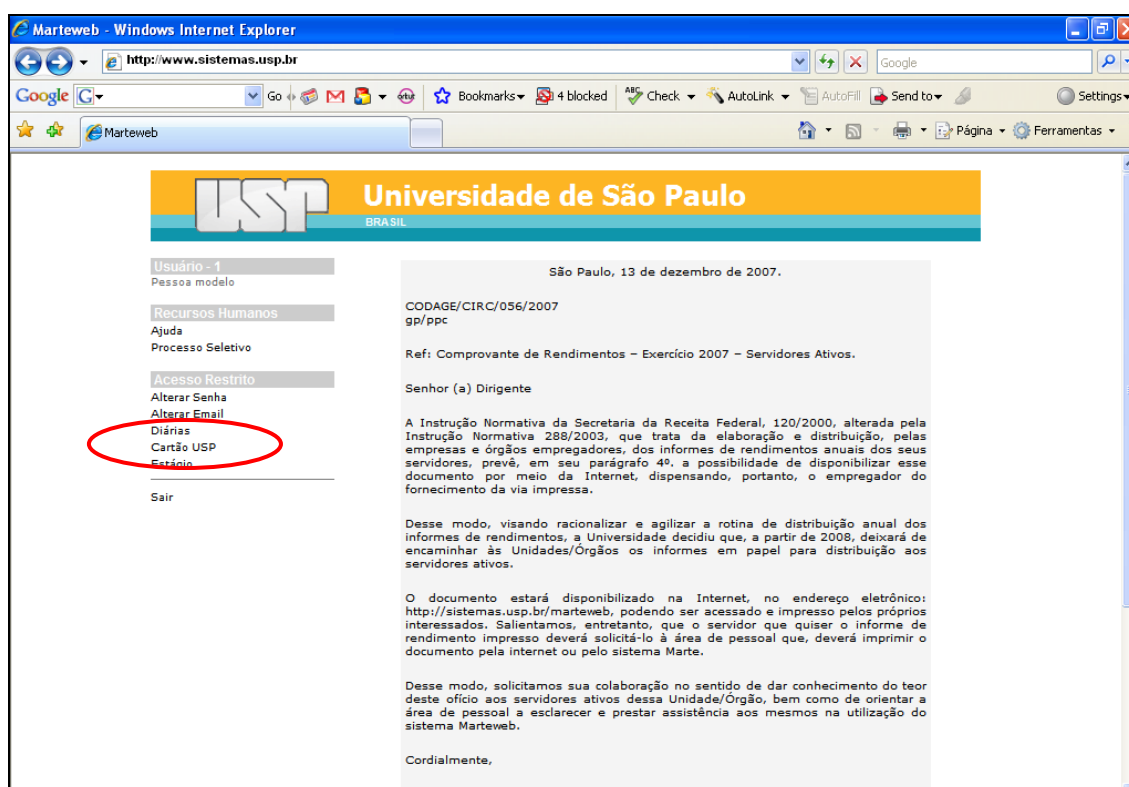 Marteweb - Windows Internet Explorer
http://www.sistemas.usp.br
Google
Google
Go
Bookmarks
4 blocked
Check
AutoLink
AutoFill
Send to
Settings
Marteweb
Página
Ferramentas
USP
Universidade de São Paulo
BRASIL
Usuário - 1
Pessoa modelo
Recursos Humanos
Ajuda
Processo Seletivo
Acesso Restrito
Alterar Senha
Alterar Email
Diárias
Cartão USP
Estágio
Sair
São Paulo, 13 de dezembro de 2007.
CODAGE/CIRC/056/2007
gp/ppc
Ref: Comprovante de Rendimentos – Exercício 2007 – Servidores Ativos.
Senhor (a) Dirigente
A Instrução Normativa da Secretaria da Receita Federal, 120/2000, alterada pela
Instrução Normativa 288/2003, que trata da elaboração e distribuição, pelas
empresas e órgãos empregadores, dos informes de rendimentos anuais dos seus
servidores, prevê, em seu parágrafo 4º. a possibilidade de disponibilizar esse
documento por meio da Internet, dispensando, portanto, o empregador do
fornecimento da via impressa.
Desse modo, visando racionalizar e agilizar a rotina de distribuição anual dos
informes de rendimentos, a Universidade decidiu que, a partir de 2008, deixará de
encaminhar às Unidades/Órgãos os informes em papel para distribuição aos
servidores ativos.
O documento estará disponibilizado na Internet, no endereço eletrônico:
http://sistemas.usp.br/marteweb, podendo ser acessado e impresso pelos próprios
interessados. Salientamos, entretanto, que o servidor que quiser o informe de
rendimento impresso deverá solicitá-lo à área de pessoal que, deverá imprimir o
documento pela internet ou pelo sistema Marte.
Desse modo, solicitamos sua colaboração no sentido de dar conhecimento do teor
deste ofício aos servidores ativos dessa Unidade/Órgão, bem como de orientar a
área de pessoal a esclarecer e prestar assistência aos mesmos na utilização do
sistema Marteweb.
Cordialmente,